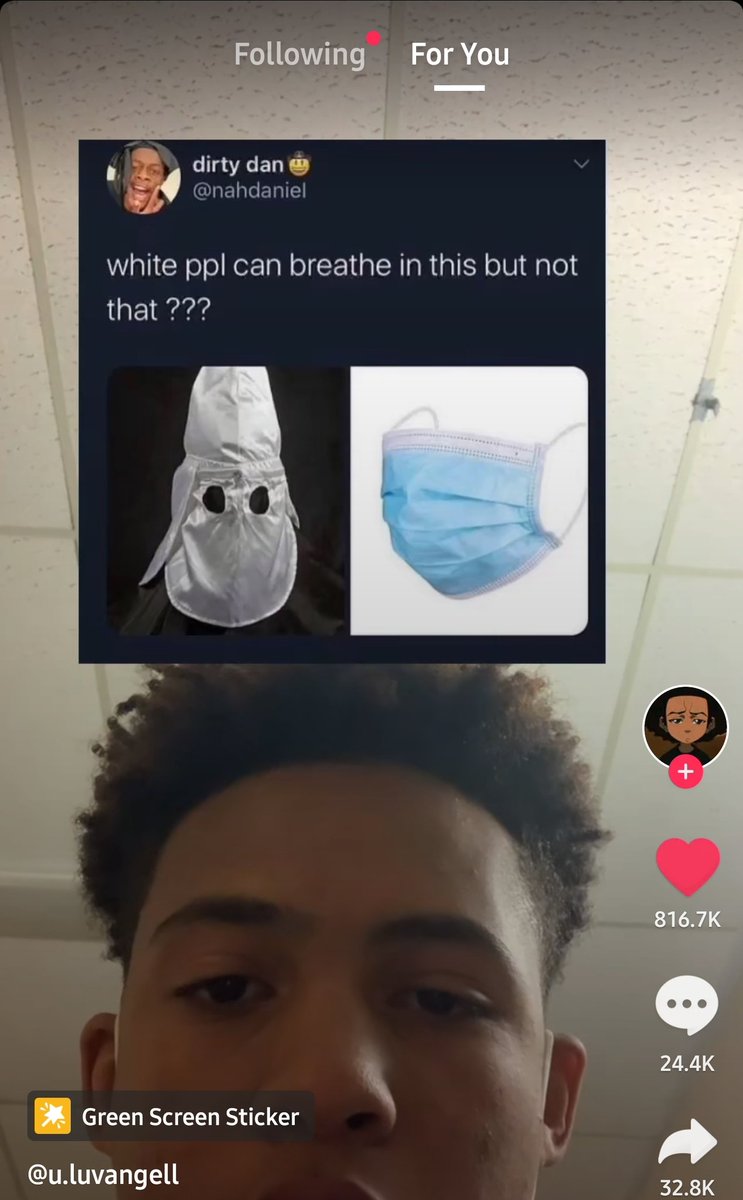 Following For You
dirty dan🤠
@nahdaniel
white ppl can breathe in this but not
that ???
816.7K
24.4K
Green Screen Sticker
@u.luvangell
32.8K